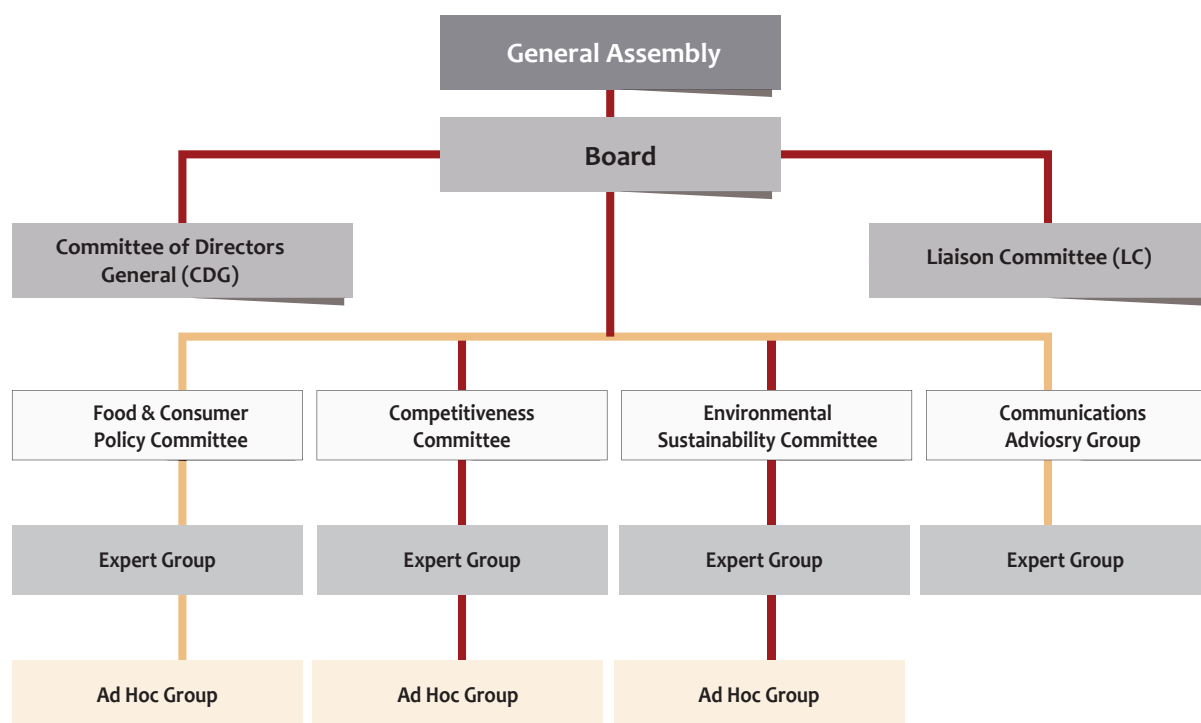 General Assembly
Board
Committee of Directors
General (CDG)
Liaison Committee (LC)
Food & Consumer
Policy Committee
Competitiveness
Committee
Environmental
Sustainability Committee
Communications
Adviosry Group
Expert Group
Expert Group
Expert Group
Expert Group
Ad Hoc Group
Ad Hoc Group
Ad Hoc Group